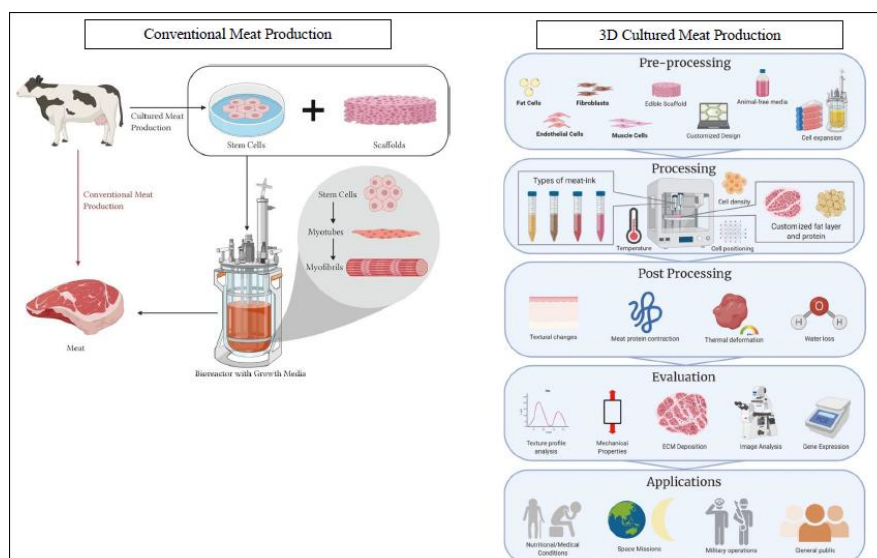 Conventional Meat Production
Cultured Meat
Production
Stem Cells
Scaffolds
Conventional Meat
Production
Stem Cells
Myotubes
Myofibrils
Meat
Bioreactor with Growth Media
3D Cultured Meat Production
Pre-processing
Fat Cells
Fibroblasts
Edible Scaffold
Animal-free media
Endothelial Cells
Muscle Cells
Customized Design
Cell expansion
Processing
Types of meat-ink
Cell density
Temperature
Cell positioning
Customized fat layer
and protein
Post Processing
Textural changes
Meat protein contraction
Thermal deformation
Water loss
H
O
H
Evaluation
Texture profile
analysis
Mechanical
Properties
ECM Deposition
Image Analysis
Gene Expression
Applications
Nutritional/Medical
Conditions
Space Missions
Military operations
General public